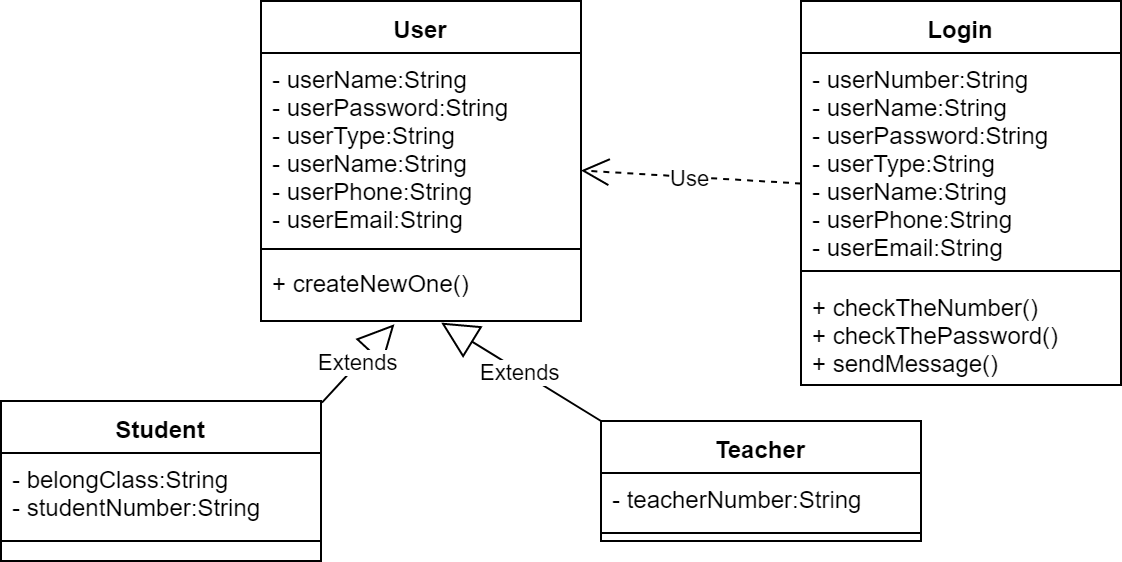 User
- userName:String
- userPassword:String
- userType:String
- userName:String
- userPhone:String
- userEmail:String
+ createNewOne()
Login
- userNumber:String
- userName:String
- userPassword:String
- userType:String
- userName:String
- userPhone:String
- userEmail:String
+ checkTheNumber()
+ checkThePassword()
+ sendMessage()
Use
Extends
Extends
Student
- belongClass:String
- studentNumber:String
Teacher
- teacherNumber:String